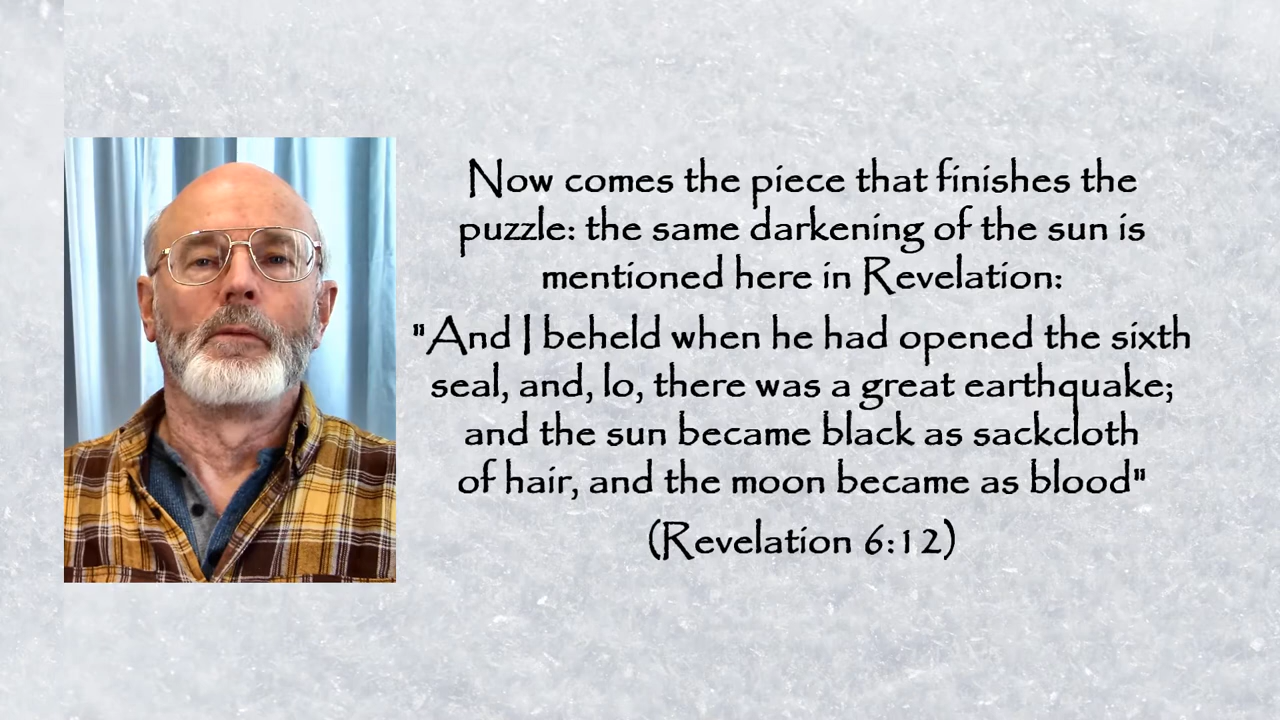 Now comes the piece that finishes the
puzzle: the same darkening of the sun is
mentioned here in Revelation:
"And I beheld when he had opened the sixth
seal, and, lo, there was a great earthquake;
and the sun became black as sackcloth
of hair, and the moon became as blood"
(Revelation 6:12)